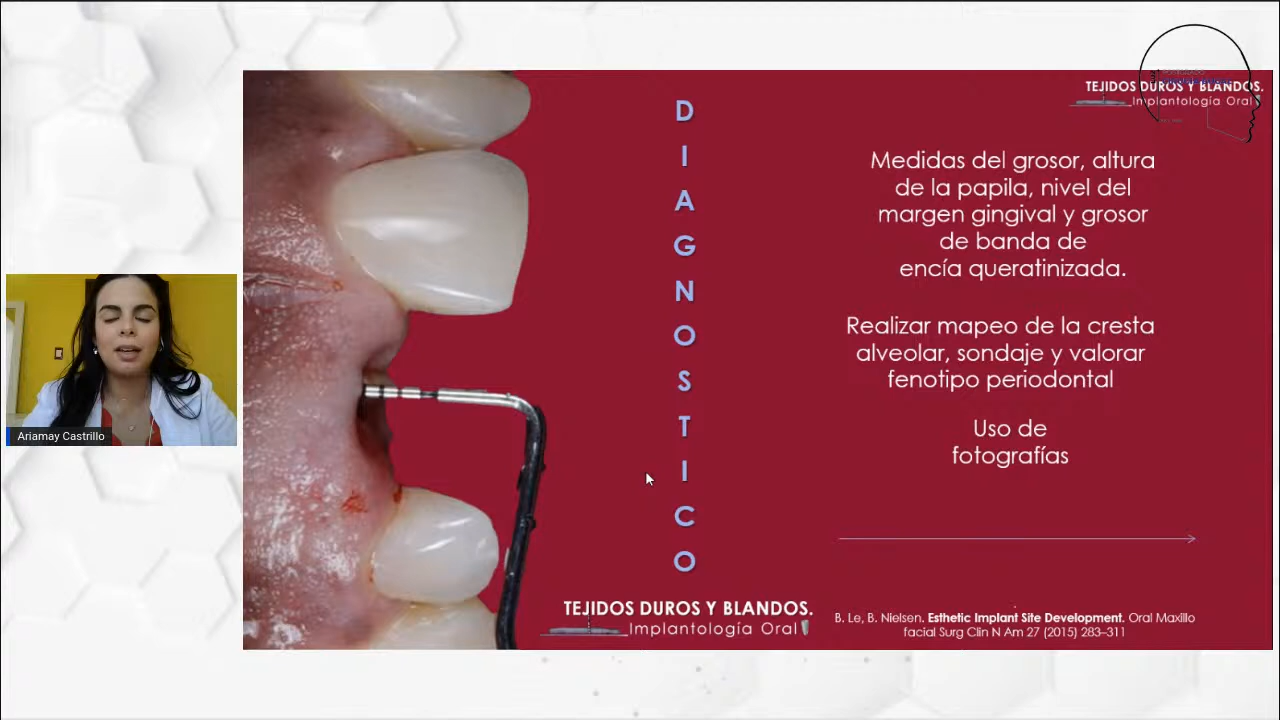 TEJIDOS DUROS Y BLANDOS.
Implantología Oral
DIAGNOSTICO
Medidas del grosor, altura
de la papila, nivel del
margen gingival y grosor
de banda de
encía queratinizada.
Realizar mapeo de la cresta
alveolar, sondaje y valorar
fenotipo periodontal
Uso de
fotografías
Ariamay Castrillo
TEJIDOS DUROS Y BLANDOS.
Implantología Oral
B. Le, B. Nielsen. Esthetic Implant Site Development. Oral Maxillo
facial Surg Clin N Am 27 (2015) 283–311